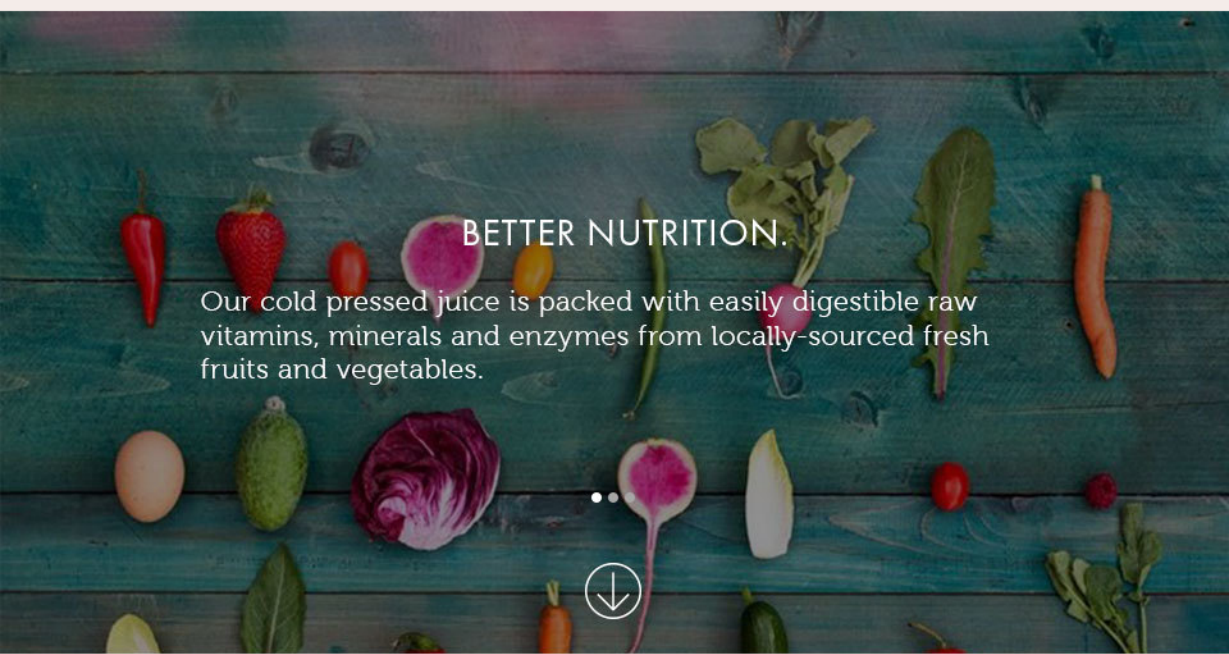 BETTER NUTRITION.
Our cold pressed juice is packed with easily digestible raw
vitamins, minerals and enzymes from locally-sourced fresh
fruits and vegetables.